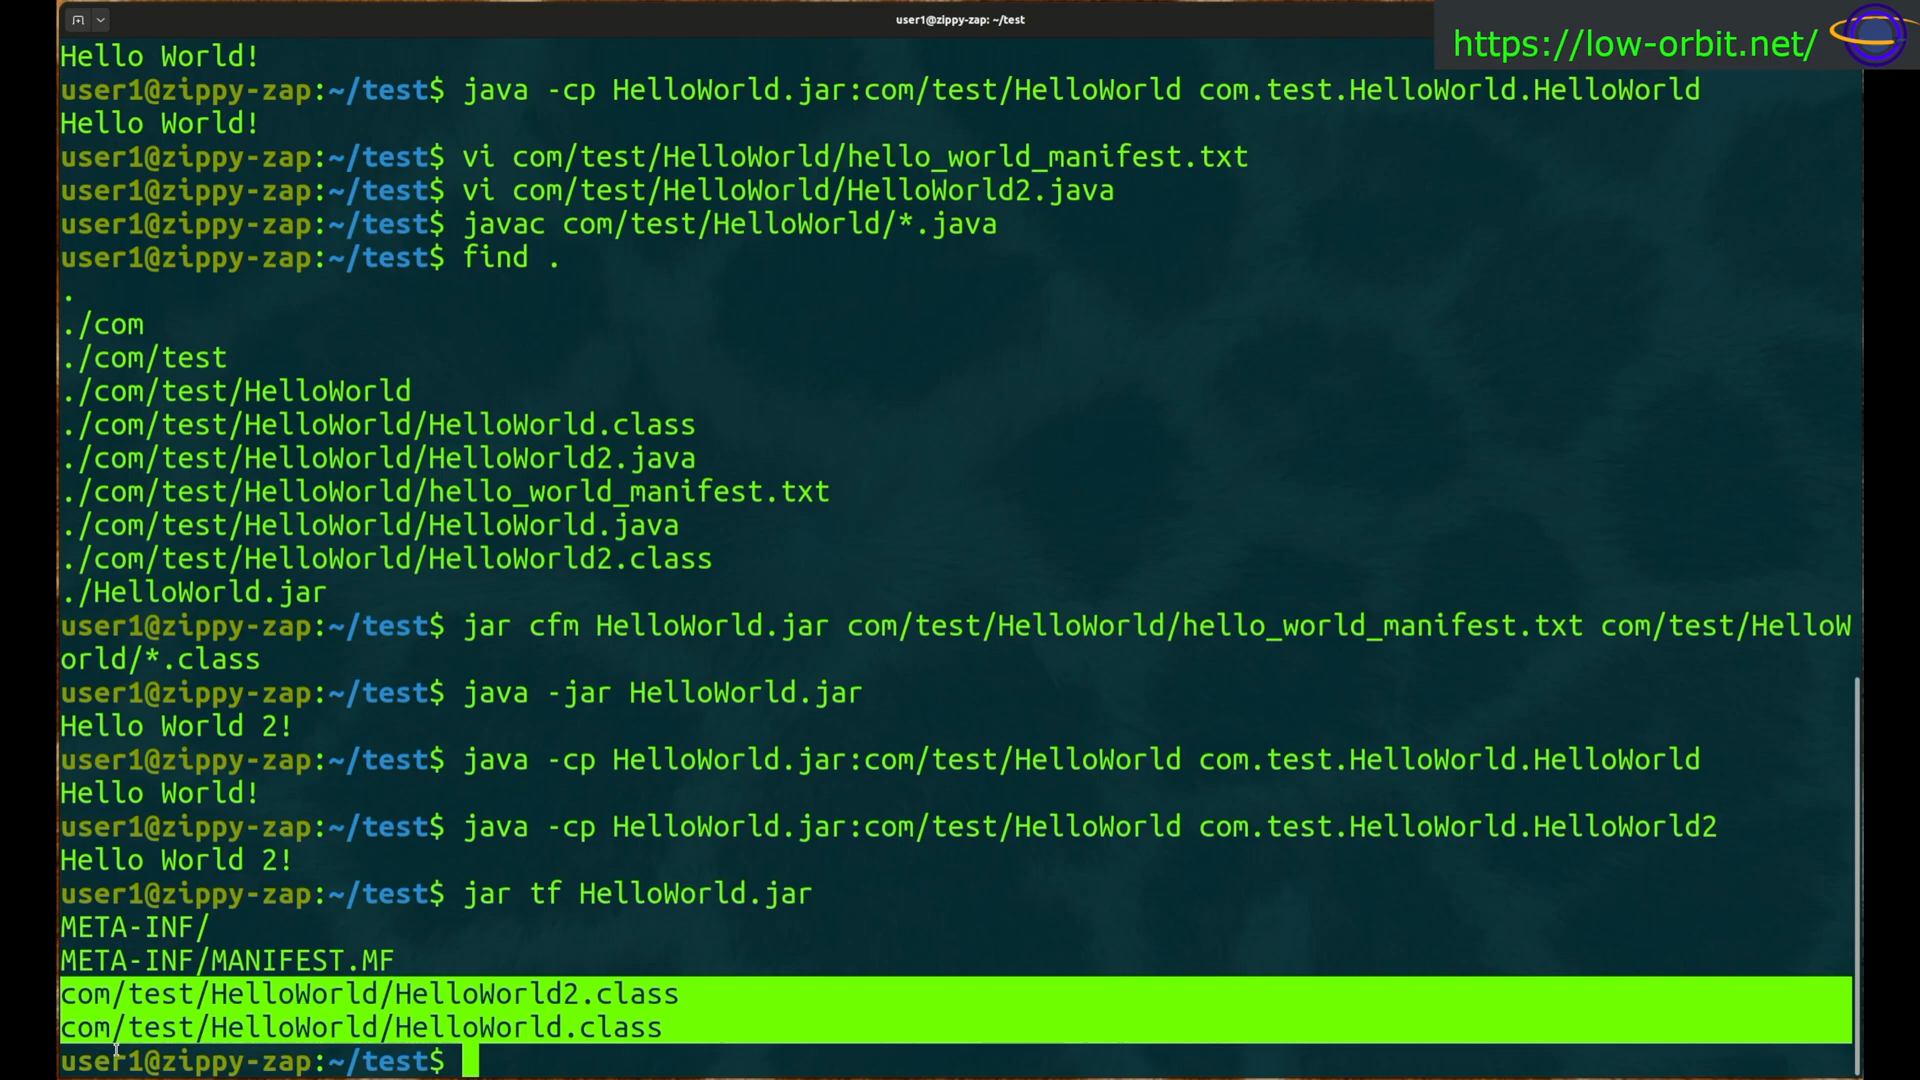 user1@zippy-zap: ~/test
https://low-orbit.net/
Hello World!
user1@zippy-zap:~/test$ java -cp HelloWorld.jar:com/test/HelloWorld com.test.HelloWorld.HelloWorld
Hello World!
user1@zippy-zap:~/test$ vi com/test/HelloWorld/hello_world_manifest.txt
user1@zippy-zap:~/test$ vi com/test/HelloWorld/HelloWorld2.java
user1@zippy-zap:~/test$ javac com/test/HelloWorld/*.java
user1@zippy-zap:~/test$ find .
.
./com
./com/test
./com/test/HelloWorld
./com/test/HelloWorld/HelloWorld.class
./com/test/HelloWorld/HelloWorld2.java
./com/test/HelloWorld/hello_world_manifest.txt
./com/test/HelloWorld/HelloWorld.java
./com/test/HelloWorld/HelloWorld2.class
./HelloWorld.jar
user1@zippy-zap:~/test$ jar cfm HelloWorld.jar com/test/HelloWorld/hello_world_manifest.txt com/test/HelloW
orld/*.class
user1@zippy-zap:~/test$ java -jar HelloWorld.jar
Hello World 2!
user1@zippy-zap:~/test$ java -cp HelloWorld.jar:com/test/HelloWorld com.test.HelloWorld.HelloWorld
Hello World!
user1@zippy-zap:~/test$ java -cp HelloWorld.jar:com/test/HelloWorld com.test.HelloWorld.HelloWorld2
Hello World 2!
user1@zippy-zap:~/test$ jar tf HelloWorld.jar
META-INF/
META-INF/MANIFEST.MF
com/test/HelloWorld/HelloWorld2.class
com/test/HelloWorld/HelloWorld.class
user1@zippy-zap:~/test$